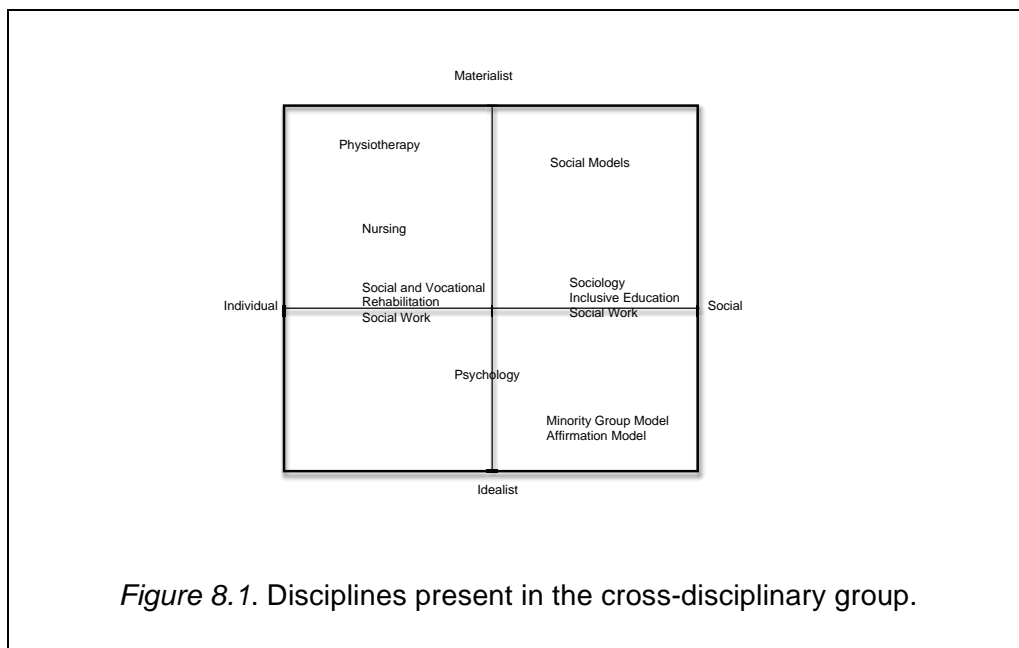 Materialist
Physiotherapy
Social Models
Nursing
Social and Vocational
Rehabilitation
Social Work
Sociology
Inclusive Education
Social Work
Individual
Social
Psychology
Minority Group Model
Affirmation Model
Idealist
Figure 8.1. Disciplines present in the cross-disciplinary group.